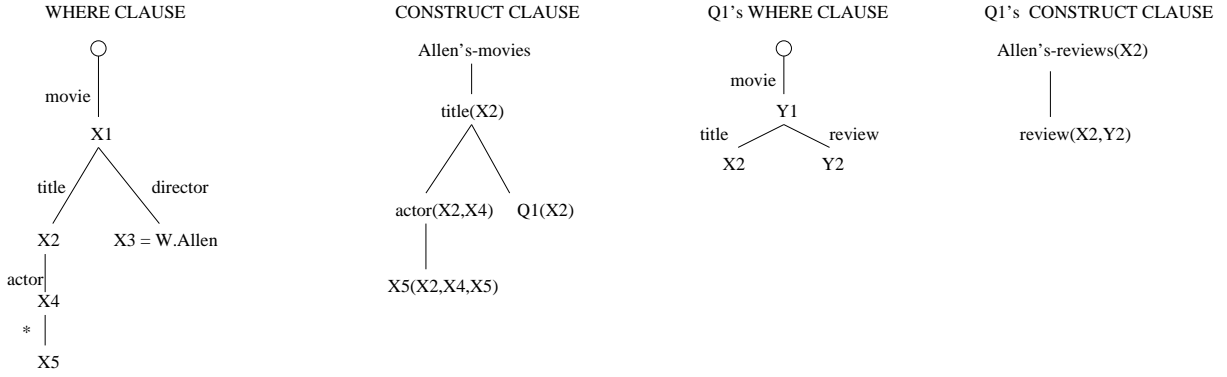 WHERE CLAUSE
movie
X1
title director
X2 X3 = W.Allen
actor
X4
*
X5
CONSTRUCT CLAUSE
Allen's-movies
title(X2)
actor(X2,X4) Q1(X2)
X5(X2,X4,X5)
Q1's WHERE CLAUSE
movie
Y1
title review
X2 Y2
Q1's CONSTRUCT CLAUSE
Allen's-reviews(X2)
review(X2,Y2)